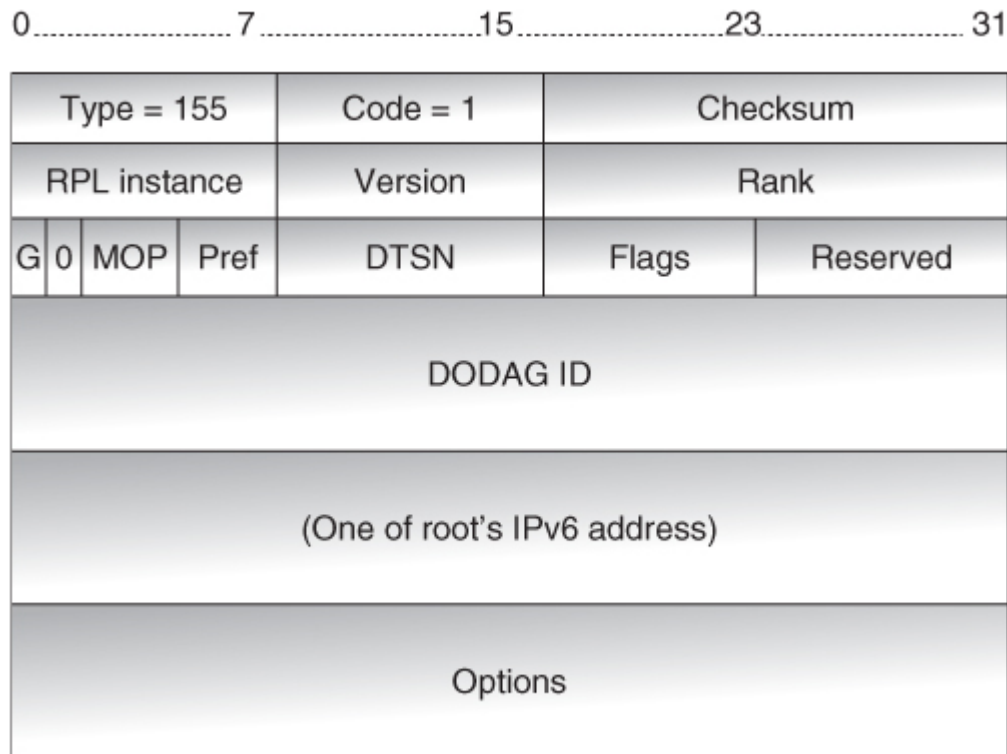 0 7 15 23 31
Type = 155 Code = 1 Checksum
RPL instance Version Rank
G 0 MOP Pref DTSN Flags Reserved
DODAG ID
(One of root's IPv6 address)
Options